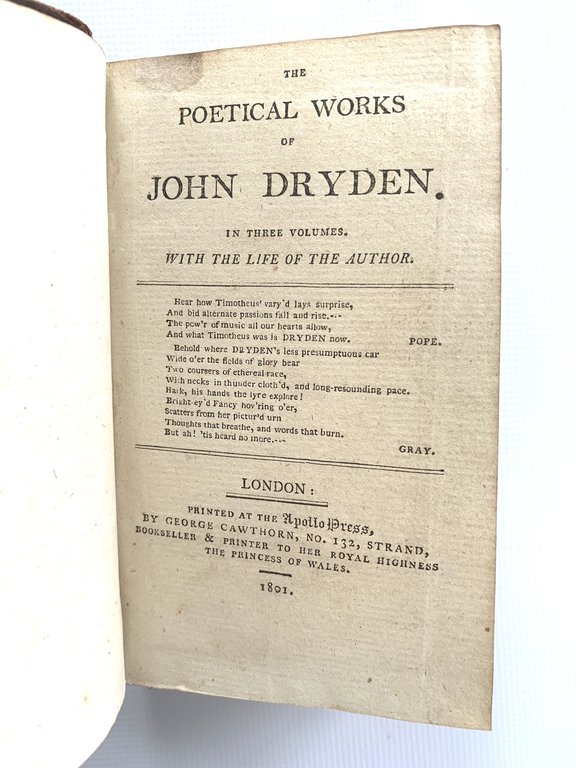 THE
POETICAL WORKS
OF
JOHN DRYDEN.
IN THREE VOLUMES.
WITH THE LIFE OF THE AUTHOR.
Hear how Timotheus' vary'd lays surprise,
And bid alternate passions fall and rise.---
The pow'r of music all our hearts allow,
And what Timotheus was is DRYDEN now. POPE.
Behold where DRYDEN's less presumptuous car
Wide o'er the fields of glory bear
Two coursers of ethereal race,
With necks in thunder cloth'd, and long-resounding pace.
Hark, his hands the lyre explore!
Bright-ey'd Fancy hov'ring o'er,
Scatters from her pictur'd urn
Thoughts that breathe, and words that burn.
But ah! 'tis heard no more.---
GRAY.
LONDON:
PRINTED AT THE Apollo Press,
BY GEORGE CAWTHORN, NO. 132, STRAND,
BOOKSELLER & PRINTER TO HER ROYAL HIGHNESS
THE PRINCESS OF WALES.
1801.